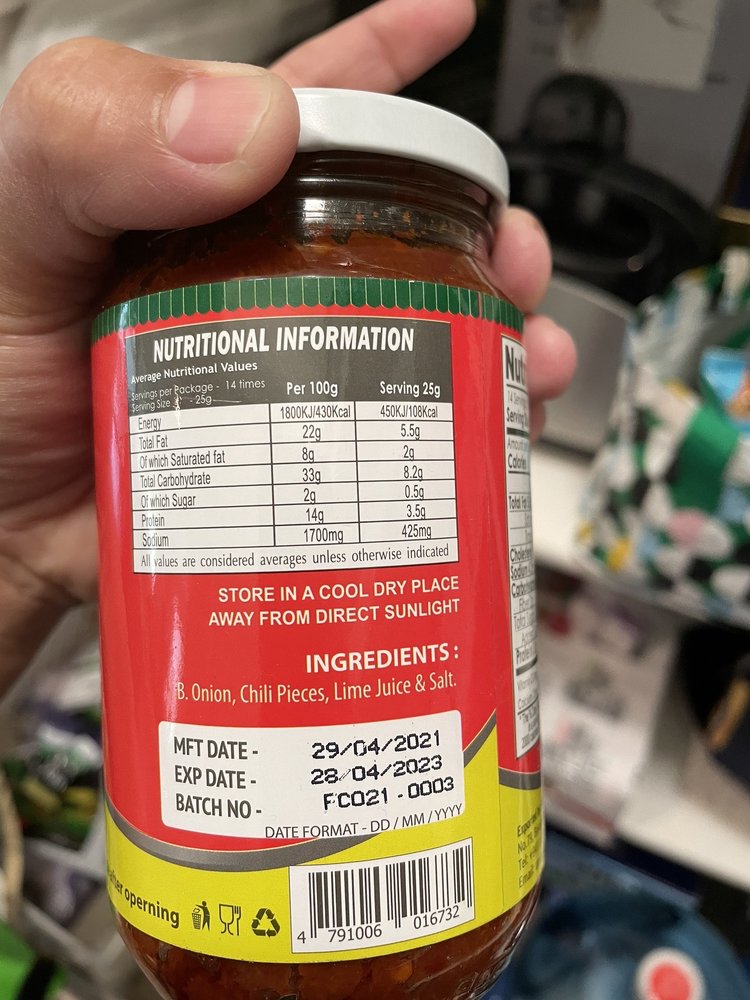 NUTRITIONAL INFORMATION
Average Nutritional Values
Servings per Package - 14 times
Serving Size - 25g
Per 100g Serving 25g
Energy 1800KJ/430Kcal 450KJ/108Kcal
Total Fat 22g 5.5g
Of which Saturated fat 8g 2g
Total Carbohydrate 33g 8.2g
Of which Sugar 2g 0.5g
Protein 14g 3.5g
Sodium 1700mg 425mg
All values are considered averages unless otherwise indicated
STORE IN A COOL DRY PLACE
AWAY FROM DIRECT SUNLIGHT
INGREDIENTS :
B. Onion, Chili Pieces, Lime Juice & Salt.
MFT DATE - 29/04/2021
EXP DATE - 28/04/2023
BATCH NO - FC021 - 0003
DATE FORMAT - DD / MM / YYYY
operning
4 791006 016732